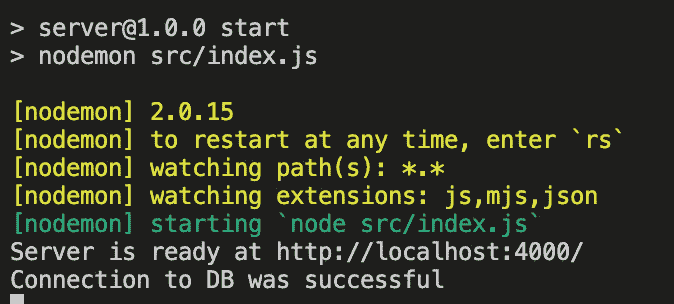 > server@1.0.0 start
> nodemon src/index.js
[nodemon] 2.0.15
[nodemon] to restart at any time, enter `rs`
[nodemon] watching path(s): *.*
[nodemon] watching extensions: js,mjs,json
[nodemon] starting `node src/index.js`
Server is ready at http://localhost:4000/
Connection to DB was successful